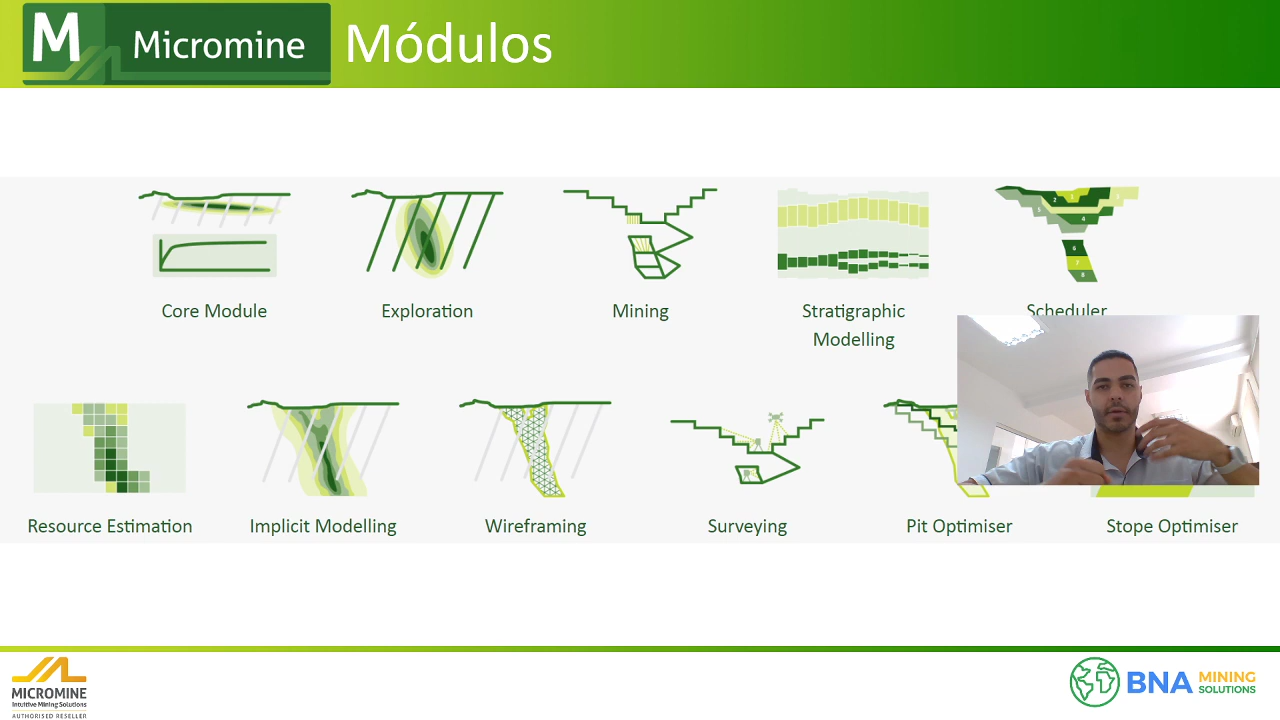 M Micromine Módulos
Core Module
Exploration
Mining
Stratigraphic
Modelling
Scheduler
Resource Estimation
Implicit Modelling
Wireframing
Surveying
Pit Optimiser
Stope Optimiser
MICROMINE
Intuitive Mining Solutions
AUTHORISED RESELLER
BNA MINING
SOLUTIONS